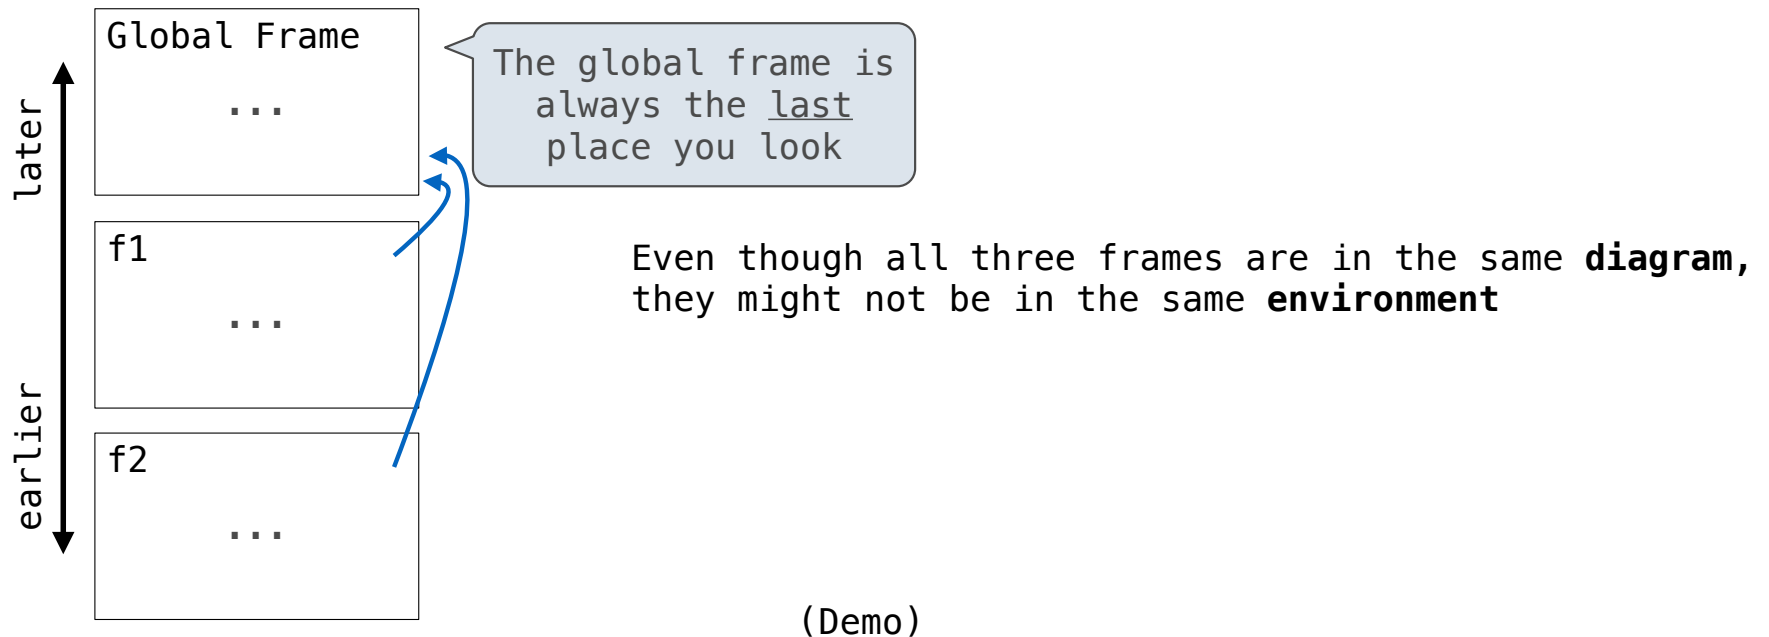 Global Frame
...
The global frame is
always the last
place you look
later
f1
...
Even though all three frames are in the same diagram,
they might not be in the same environment
earlier
f2
...
(Demo)